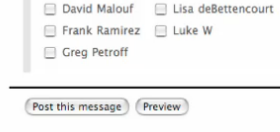 David Malouf Lisa deBettencourt
Frank Ramirez Luke W
Greg Petroff
Post this message Preview